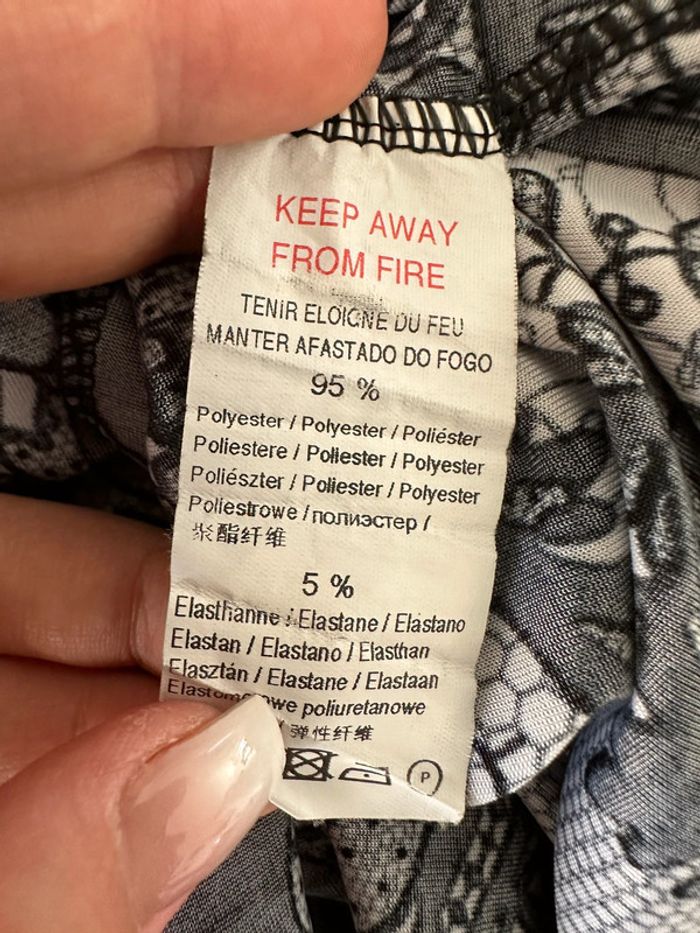 KEEP AWAY
FROM FIRE
TENIR ELOIGNE DU FEU
MANTER AFASTADO DO FOGO
95 %
Polyester / Polyester / Poliéster
Poliestere / Poliester / Polyester
Poliészter / Poliester / Polyester
Poliestrowe / полиэстер /
聚酯纤维
5 %
Elasthanne / Elastane / Elastano
Elastan / Elastano / Elasthan
Elasztán / Elastane / Elastaan
poliuretanowe
/ 弹性纤维
P